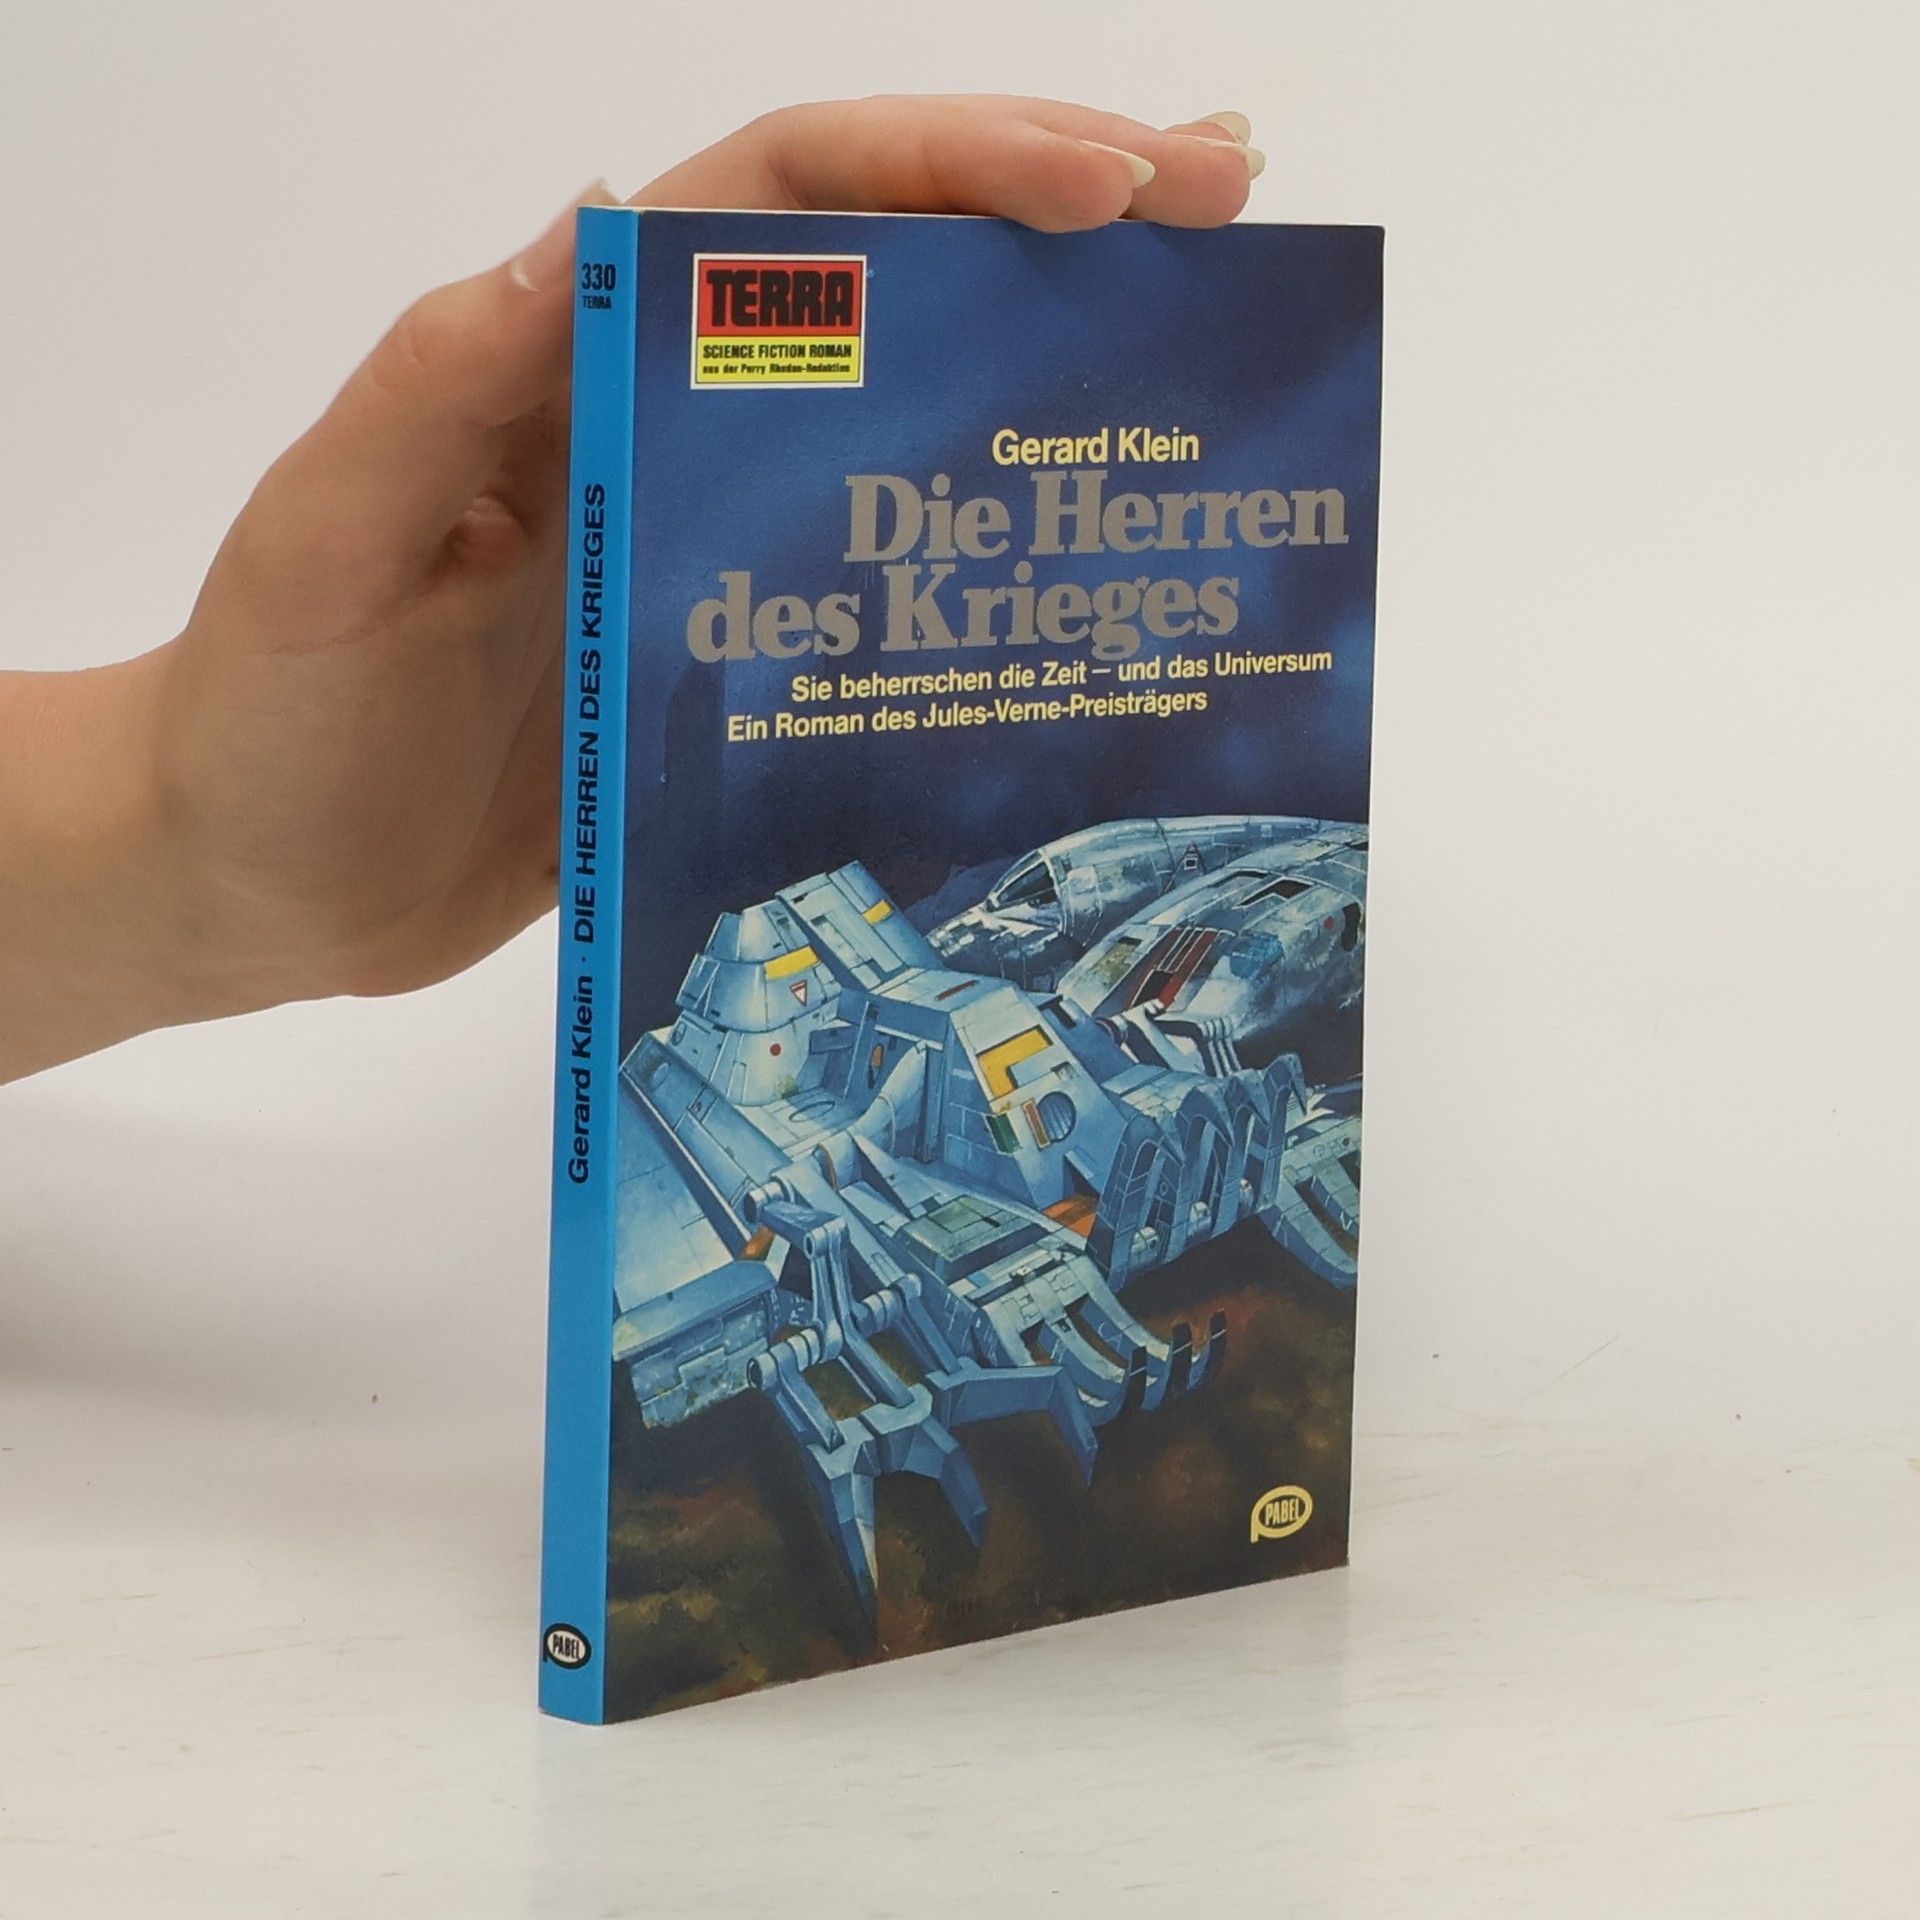 330
TERRA
Gerard Klein · DIE HERREN DES KRIEGES
PABEL
TERRA
SCIENCE FICTION ROMAN
aus der Perry Rhodan-Redaktion
Gerard Klein
Die Herren
des Krieges
Sie beherrschen die Zeit – und das Universum
Ein Roman des Jules-Verne-Preisträgers
PABEL